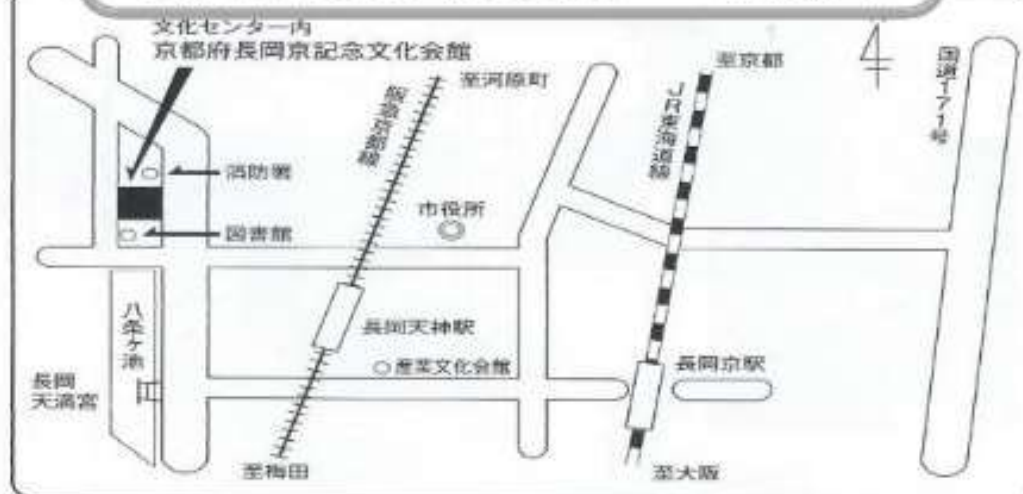 文化センター内
京都府長岡京記念文化会館
至河原町
至京都
国道171号
阪急京都線
JR東海道線
消防署
市役所
図書館
八条ヶ池
長岡天神駅
産業文化会館
長岡京駅
長岡
天満宮
至梅田
至大阪